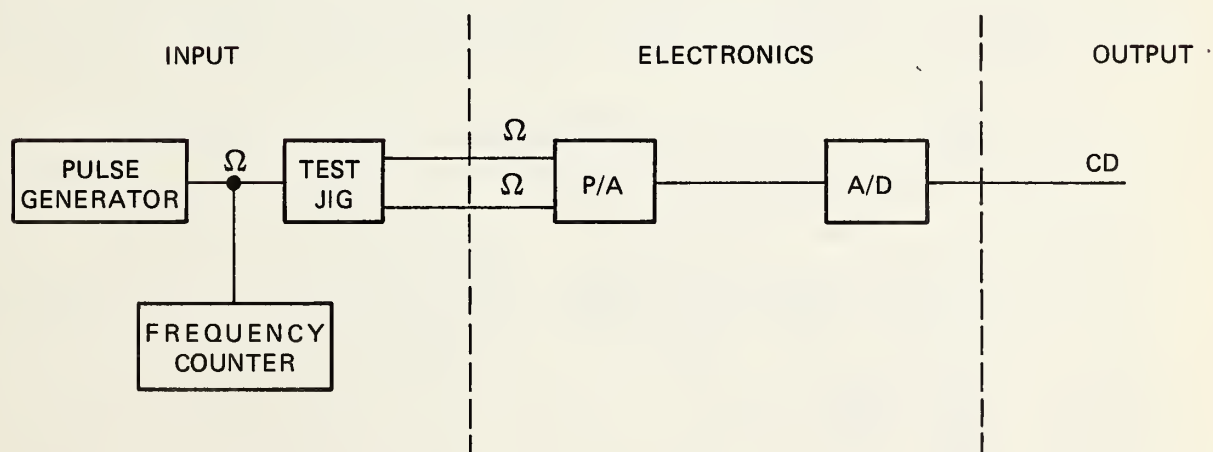 INPUT
ELECTRONICS
OUTPUT
PULSE
GENERATOR
Ω
TEST
JIG
Ω
Ω
P/A
A/D
CD
FREQUENCY
COUNTER